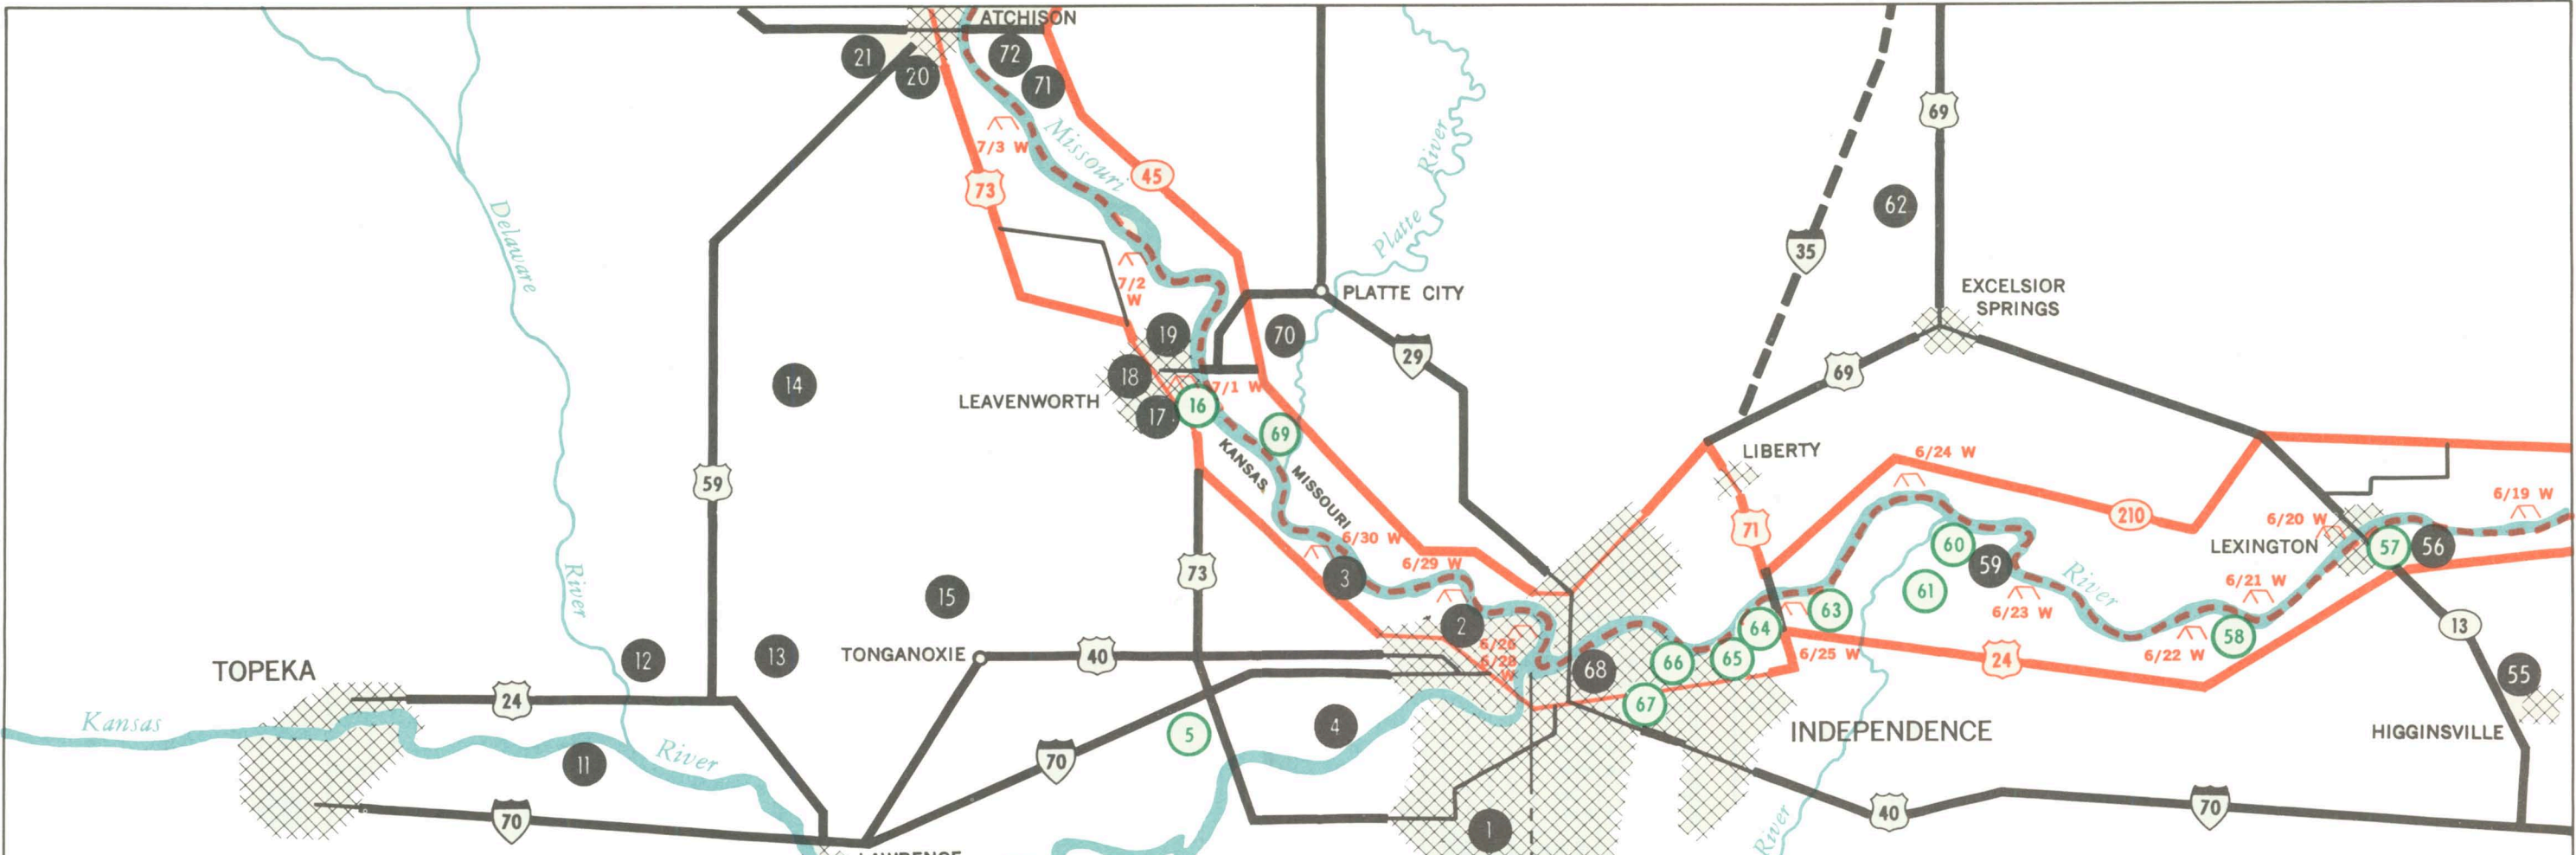 ATCHISON
21
20
72
71
69
7/3 W
Missouri
River
45
73
62
Delaware
Platte
35
7/2
W
PLATTE CITY
EXCELSIOR
SPRINGS
19
70
29
69
18
14
LEAVENWORTH
7/1 W
17
16
69
LIBERTY
6/24 W
KANSAS
MISSOURI
59
71
210
6/19 W
6/20 W
6/30 W
LEXINGTON
57
56
60
59
73
6/29 W
3
River
River
61
6/21 W
6/23 W
15
63
13
2
64
58
12
13
TONGANOXIE
40
6/25 W
24
6/22 W
66
65
68
TOPEKA
67
55
24
Kansas
5
4
INDEPENDENCE
HIGGINSVILLE
River
11
70
70
40
70
1
River